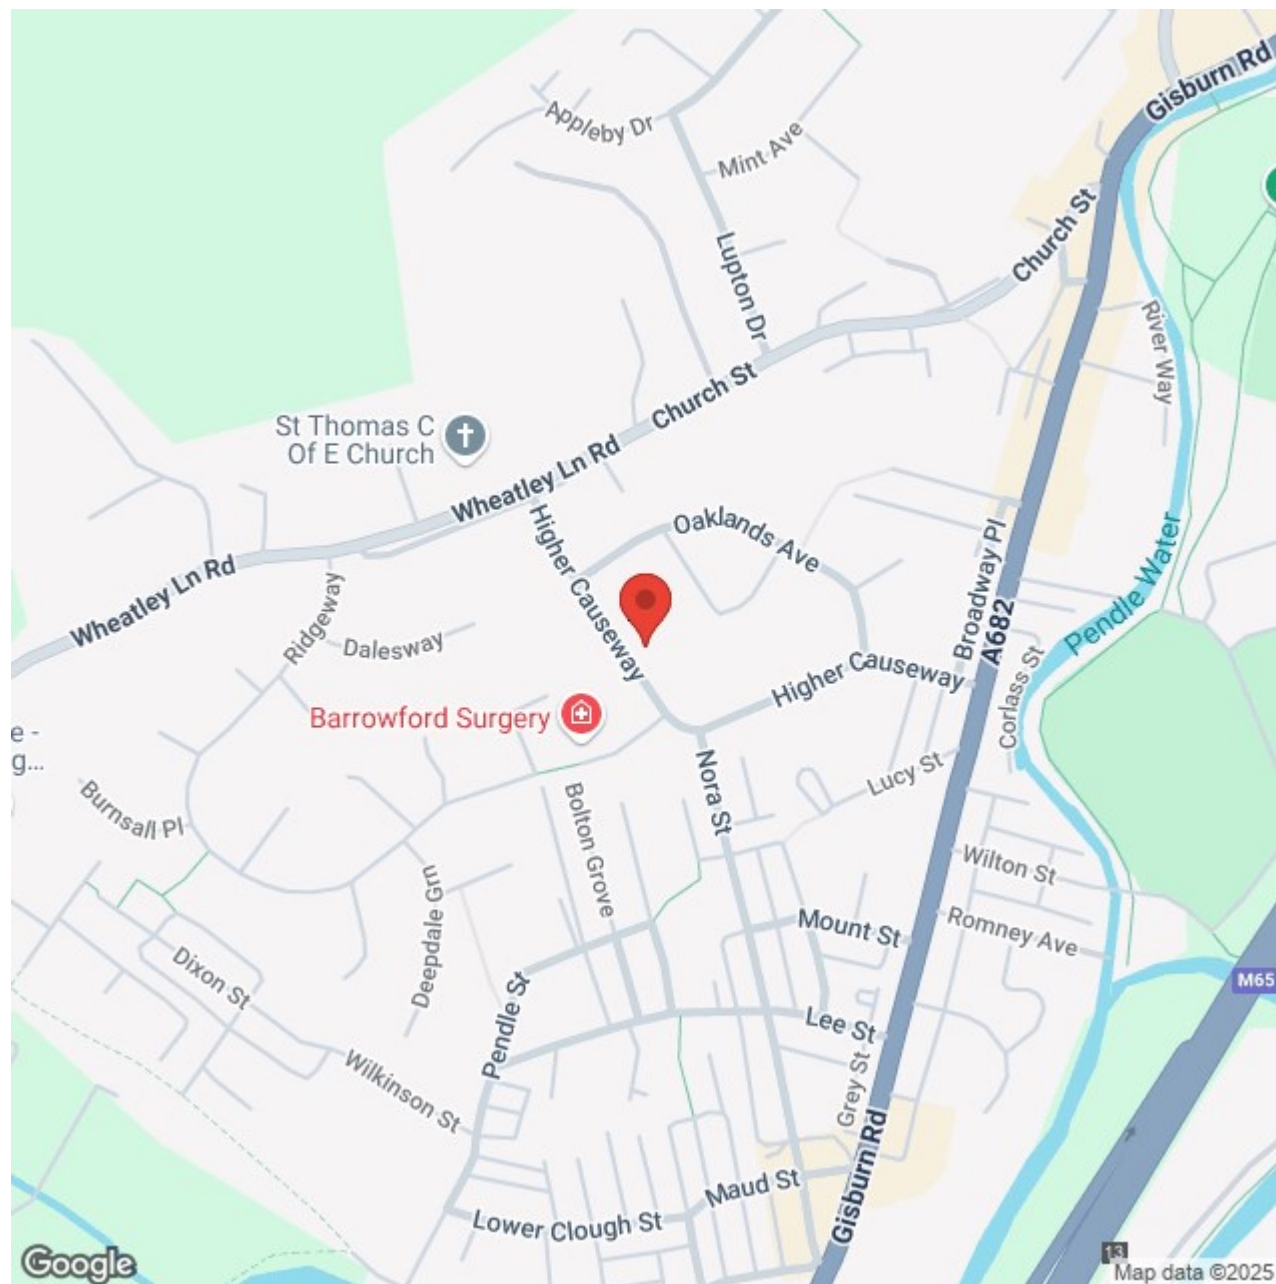 Gisburn Rd
Appleby Dr
Mint Ave
Church St
Lupton Dr
River Way
Church St
St Thomas C
Of E Church
Wheatley Ln Rd
Oaklands Ave
Higher Causeway
Broadway Pl
Pendle Water
Wheatley Ln Rd
Ridgeway
Dalesway
A682
Corlass St
Higher Causeway
Barrowford Surgery
e -
g...
Nora St
Lucy St
Burnsall Pl
Bolton Grove
Wilton St
Deepdale Grn
Mount St
Romney Ave
Dixon St
M65
Pendle St
Lee St
Wilkinson St
Grey St
Gisburn Rd
Maud St
Lower Clough St
13
Google
Map data ©2025